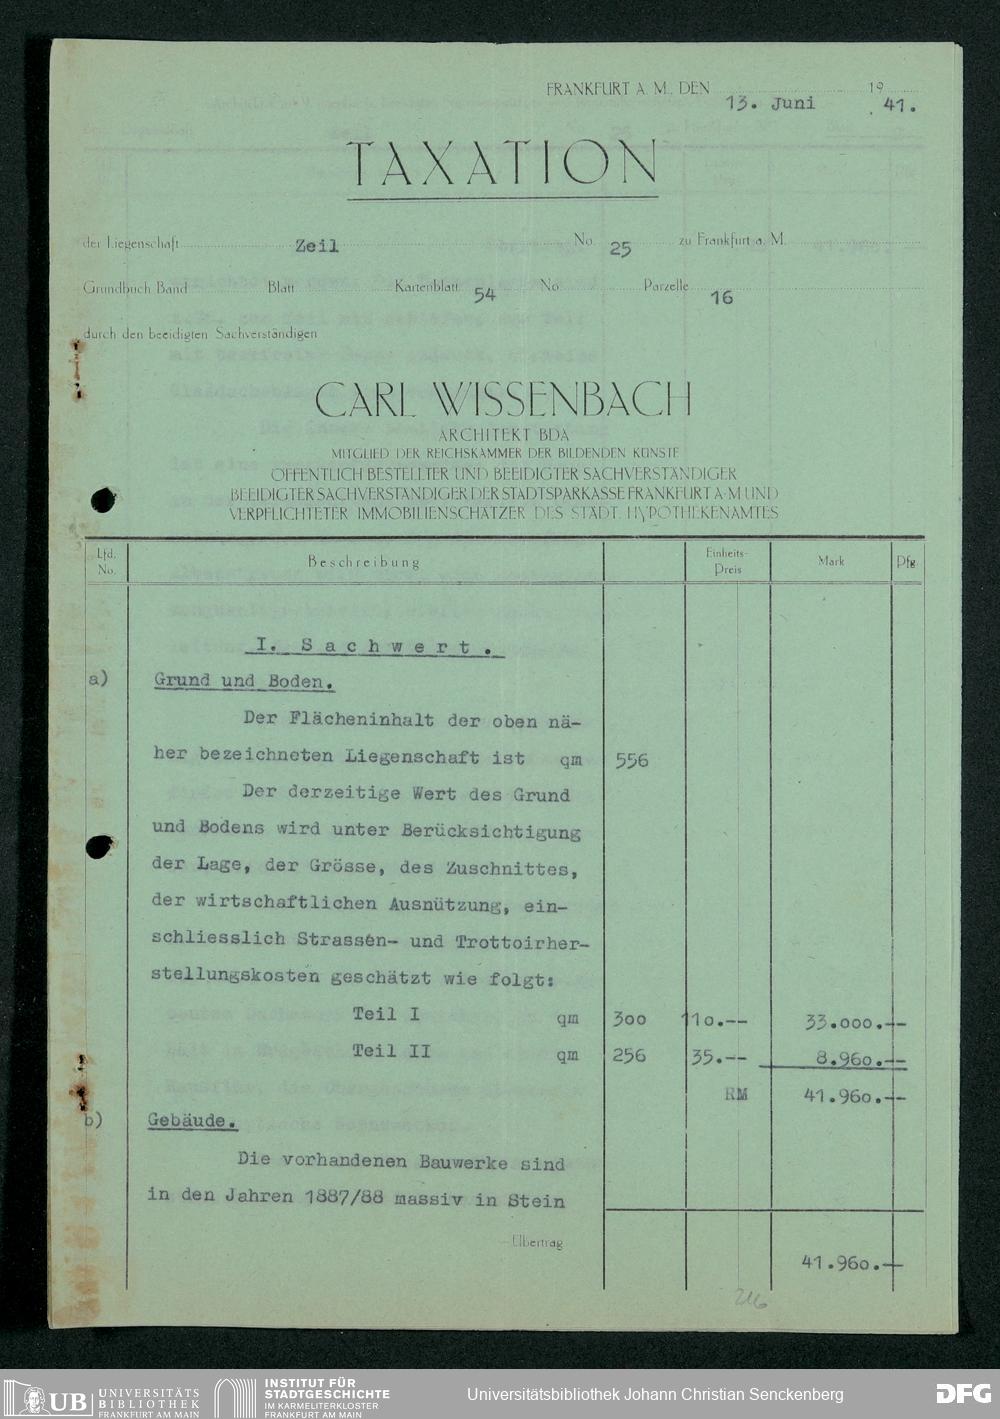 FRANKFURT A. M., DEN 13. Juni 1941.
TAXATION
der Liegenschaft Zeil No. 25 zu Frankfurt a. M.
Grundbuch Band Blatt Kartenblatt 54 No Parzelle 16
durch den beeidigten Sachverständigen
CARL WISSENBACH
ARCHITEKT BDA
MITGLIED DER REICHSKAMMER DER BILDENDEN KÜNSTE
ÖFFENTLICH BESTELLTER UND BEEIDIGTER SACHVERSTÄNDIGER
BEEIDIGTER SACHVERSTÄNDIGER DER STADTSPARKASSE FRANKFURT A·M UND
VERPFLICHTETER IMMOBILIENSCHÄTZER DES STÄDT. HYPOTHEKENAMTES
Lfd. No. Beschreibung Einheits-Preis Mark Pfg.
I. Sachwert.
a) Grund und Boden.
Der Flächeninhalt der oben nä-
her bezeichneten Liegenschaft ist qm 556
Der derzeitige Wert des Grund
und Bodens wird unter Berücksichtigung
der Lage, der Grösse, des Zuschnittes,
der wirtschaftlichen Ausnützung, ein-
schliesslich Strassen- und Trottoirher-
stellungskosten geschätzt wie folgt:
Teil I qm 300 110.-- 33.000.--
Teil II qm 256 35.-- 8.960.--
RM 41.960.--
b) Gebäude.
Die vorhandenen Bauwerke sind
in den Jahren 1887/88 massiv in Stein
Übertrag
41.960.--
UB UNIVERSITÄTS
BIBLIOTHEK
FRANKFURT AM MAIN
INSTITUT FÜR
STADTGESCHICHTE
IM KARMELITERKLOSTER
FRANKFURT AM MAIN
Universitätsbibliothek Johann Christian Senckenberg
DFG